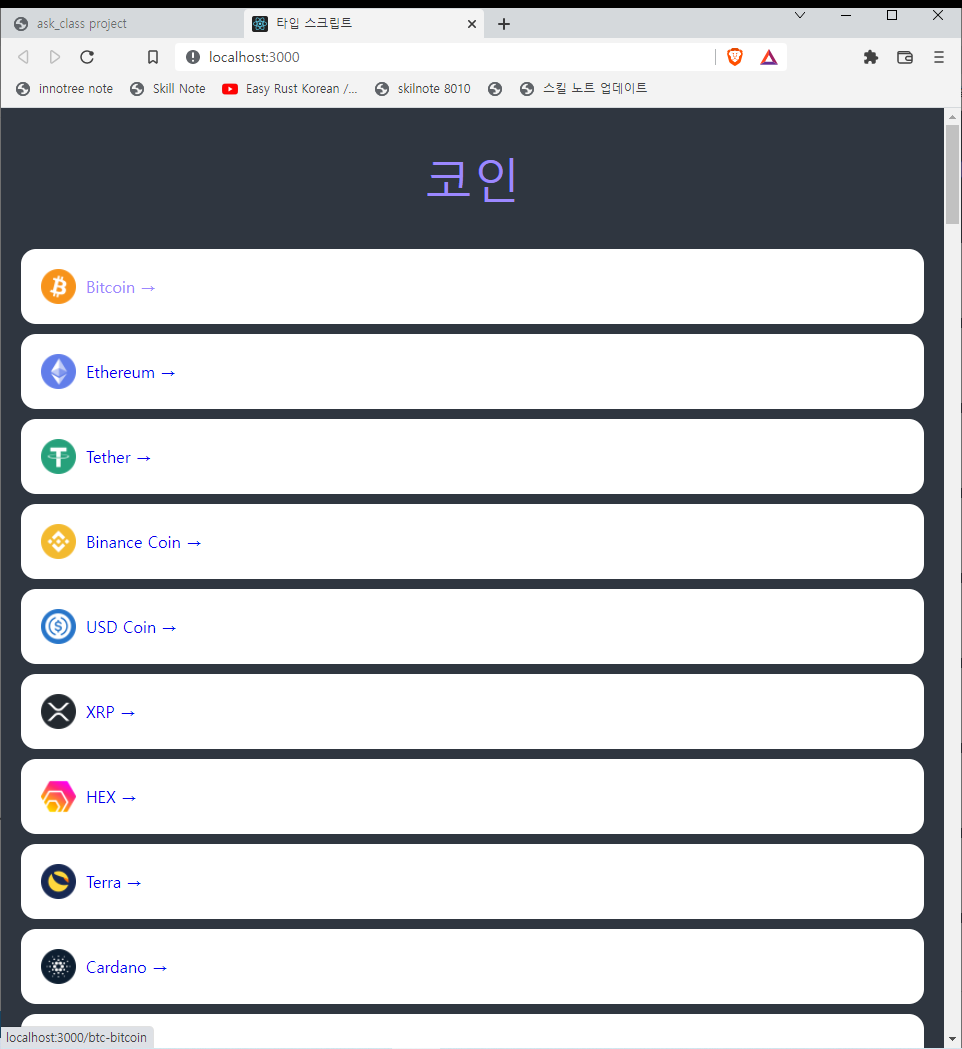 ask_class project
타입 스크립트
localhost:3000
innotree note
Skill Note
Easy Rust Korean /...
skilnote 8010
스킬 노트 업데이트
코인
Bitcoin →
Ethereum →
Tether →
Binance Coin →
USD Coin →
XRP →
HEX →
Terra →
Cardano →
localhost:3000/btc-bitcoin